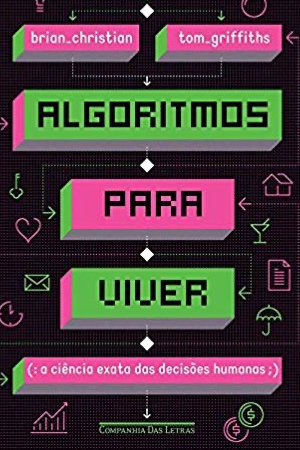 brian_christian tom_griffiths
ALGORITMOS
PARA
VIVER
(: a ciência exata das decisões humanas ;)
COMPANHIA DAS LETRAS